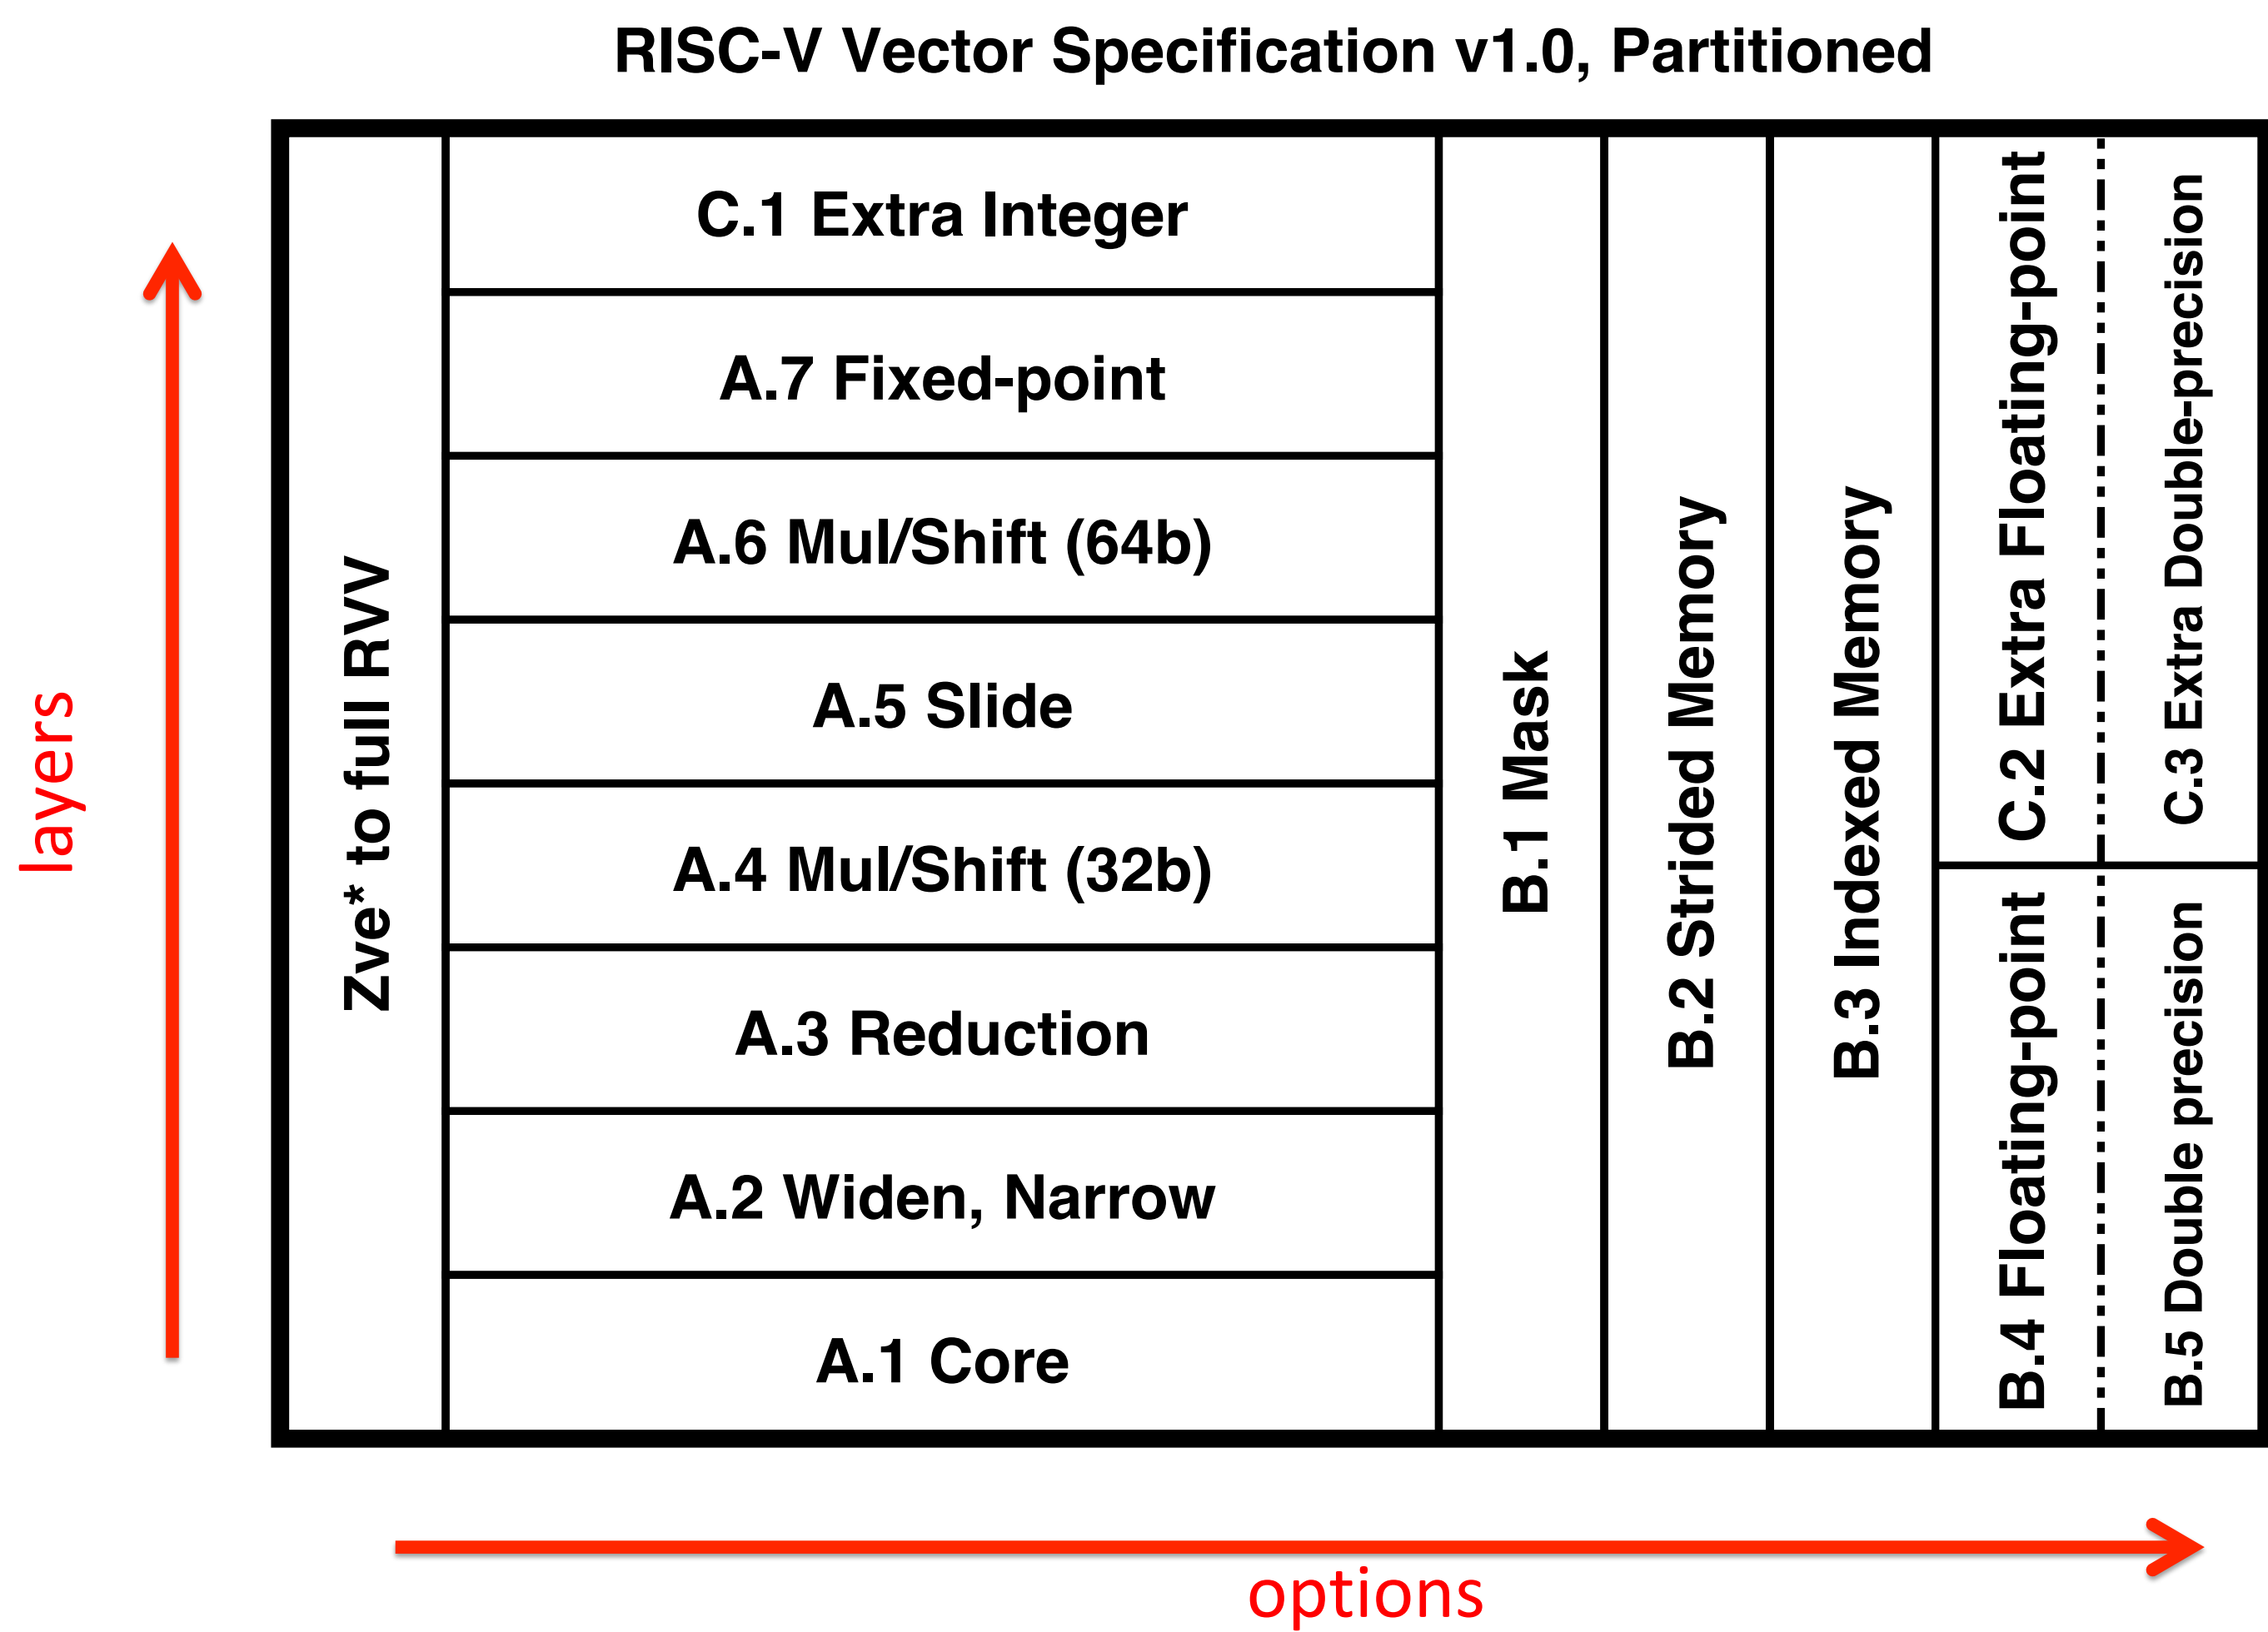 RISC-V Vector Specification v1.0, Partitioned
layers
Zve* to full RVV
C.1 Extra Integer
A.7 Fixed-point
A.6 Mul/Shift (64b)
A.5 Slide
A.4 Mul/Shift (32b)
A.3 Reduction
A.2 Widen, Narrow
A.1 Core
B.1 Mask
B.2 Strided Memory
B.3 Indexed Memory
C.2 Extra Floating-point
C.3 Extra Double-precision
B.4 Floating-point
B.5 Double precision
options